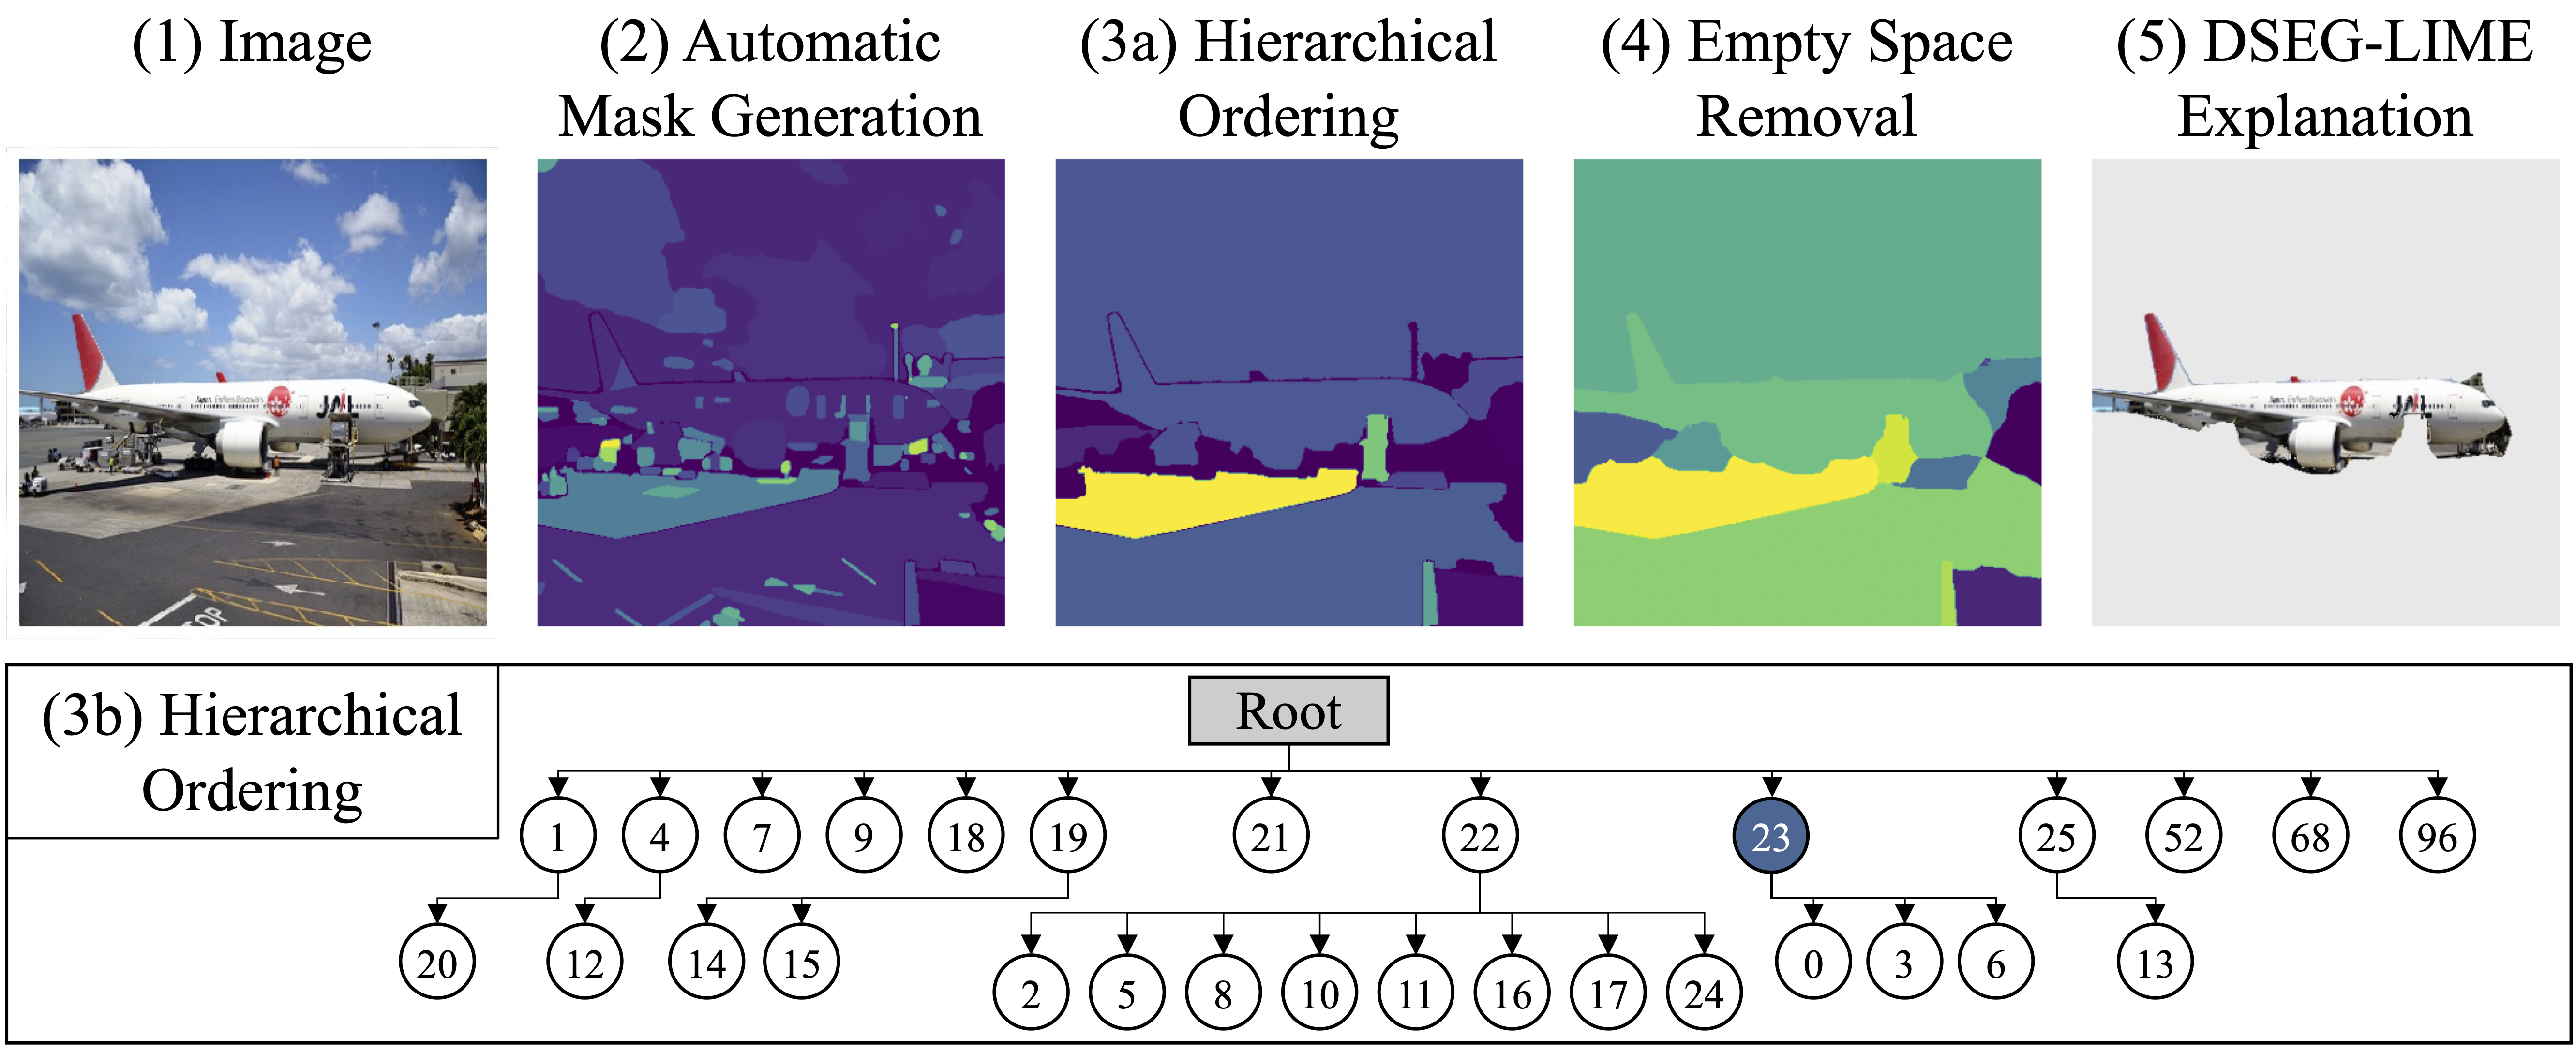 (1) Image
(2) Automatic
Mask Generation
(3a) Hierarchical
Ordering
(4) Empty Space
Removal
(5) DSEG-LIME
Explanation
JAL
STOP
JAL
(3b) Hierarchical
Ordering
Root
1 4 7 9 18 19 21 22 23 25 52 68 96
20 12 14 15 0 3 6 13
2 5 8 10 11 16 17 24